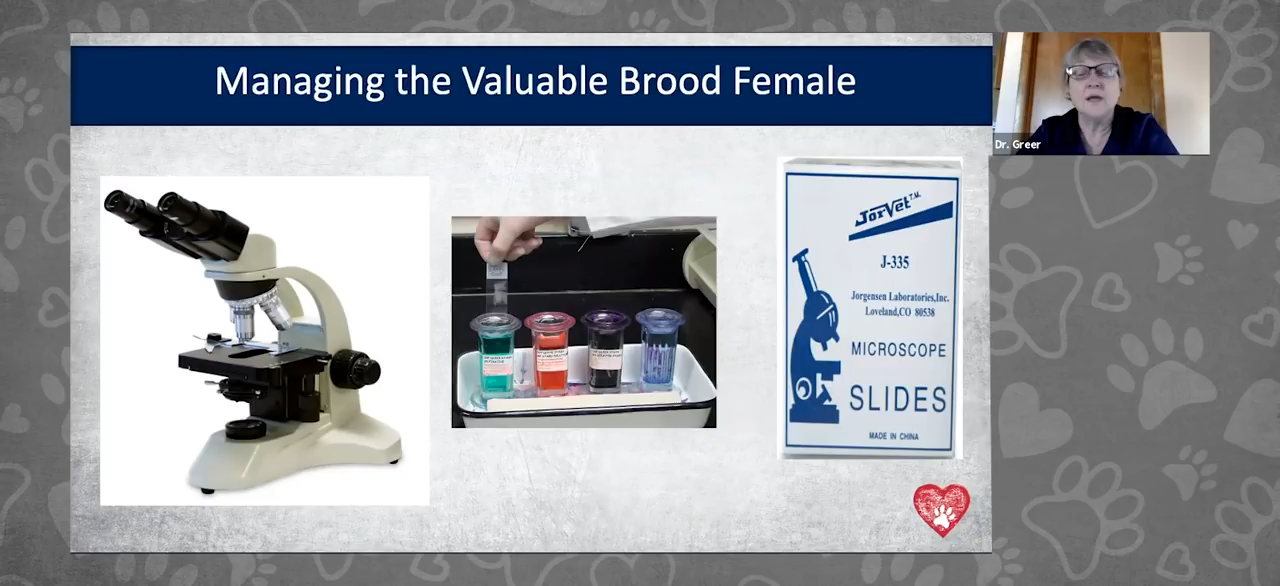 Managing the Valuable Brood Female
Dr. Greer
JorVet T.M.
J-335
Jorgensen Laboratories,Inc.
Loveland,CO 80538
MICROSCOPE
SLIDES
MADE IN CHINA